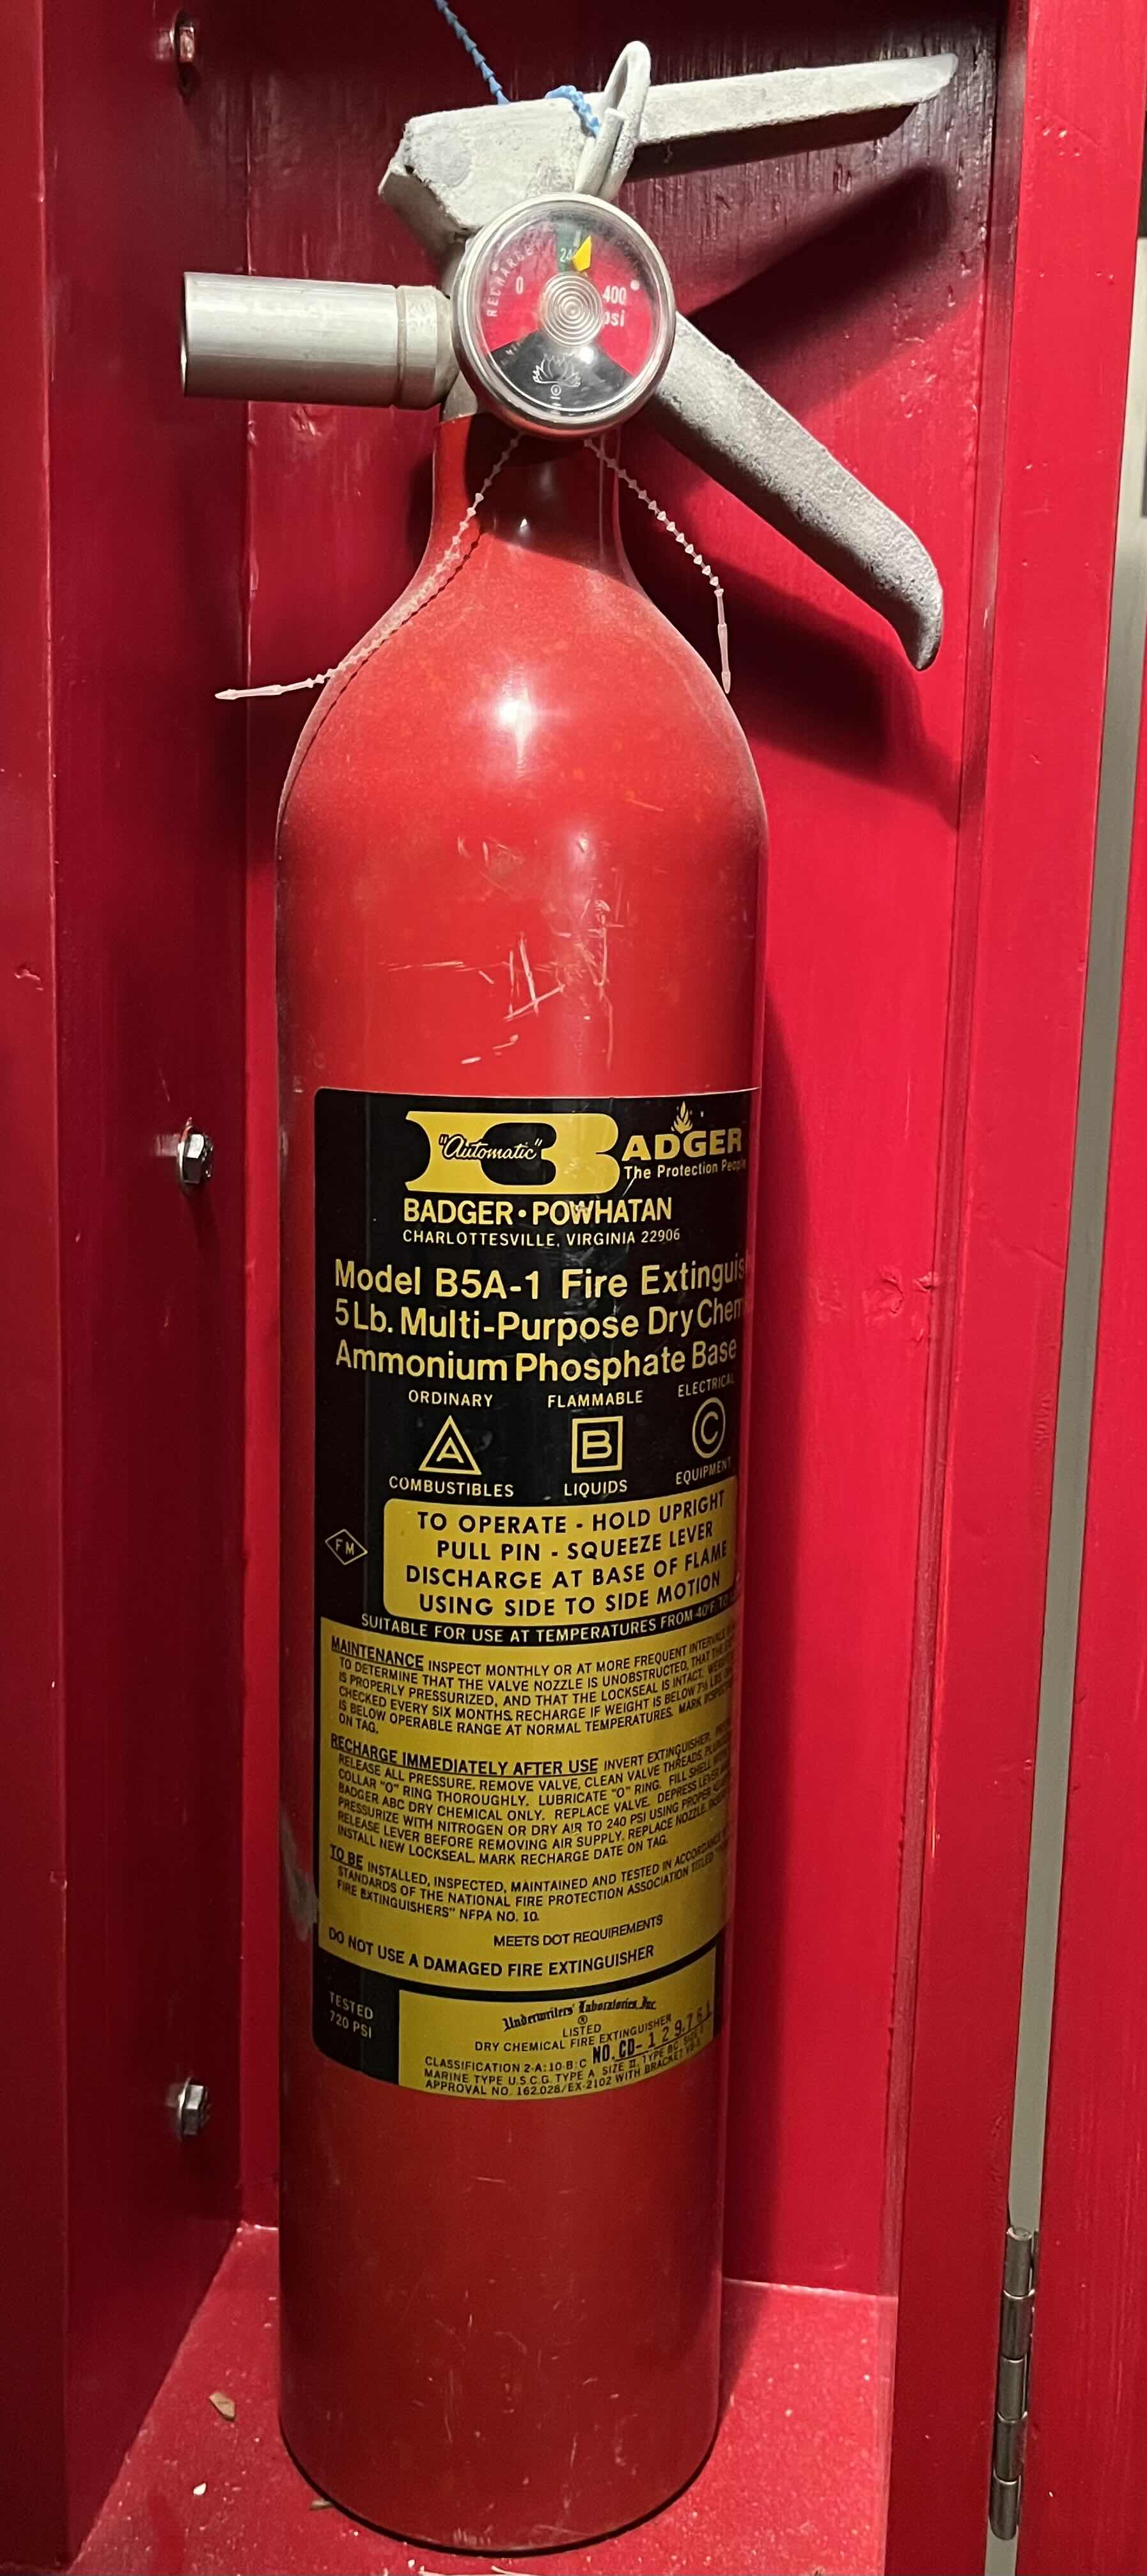 RECHARGE
0
400
psi
"Automatic"
BADGER
The Protection
BADGER • POWHATAN
CHARLOTTESVILLE, VIRGINIA 22906
Model B5A-1 Fire
5 Lb. Multi-Purpose Dry
Ammonium Phosphate Base
ORDINARY
A
COMBUSTIBLES
FLAMMABLE
B
LIQUIDS
ELECTRICAL
C
EQUIPMENT
FM
TO OPERATE - HOLD UPRIGHT
PULL PIN - SQUEEZE LEVER
DISCHARGE AT BASE OF FLAME
USING SIDE TO SIDE MOTION
SUITABLE FOR USE AT TEMPERATURES FROM -40°F TO
MAINTENANCE INSPECT MONTHLY OR AT MORE FREQUENT INTERVALS
TO DETERMINE THAT THE VALVE NOZZLE IS UNOBSTRUCTED, THAT THE
IS PROPERLY PRESSURIZED, AND THAT THE LOCKSEAL IS INTACT.
CHECKED EVERY SIX MONTHS. RECHARGE IF WEIGHT IS BELOW LBS
IS BELOW OPERABLE RANGE AT NORMAL TEMPERATURES. MARK
ON TAG.
RECHARGE IMMEDIATELY AFTER USE INVERT EXTINGUISHER.
RELEASE ALL PRESSURE. REMOVE VALVE, CLEAN VALVE THREADS,
COLLAR "O" RING THOROUGHLY. LUBRICATE "O" RING. FILL SHELL
BADGER ABC DRY CHEMICAL ONLY. REPLACE VALVE. DEPRESS LEVER
PRESSURIZE WITH NITROGEN OR DRY AIR TO 240 PSI USING PROPER
RELEASE LEVER BEFORE REMOVING AIR SUPPLY. REPLACE NOZZLE,
INSTALL NEW LOCKSEAL. MARK RECHARGE DATE ON TAG.
TO BE INSTALLED, INSPECTED, MAINTAINED AND TESTED IN ACCORDANCE
STANDARDS OF THE NATIONAL FIRE PROTECTION ASSOCIATION TITLED
FIRE EXTINGUISHERS" NFPA NO. 10.
MEETS DOT REQUIREMENTS
DO NOT USE A DAMAGED FIRE EXTINGUISHER
TESTED
720 PSI
Underwriters' Laboratories, Inc.
®
LISTED
DRY CHEMICAL FIRE EXTINGUISHER
CLASSIFICATION 2-A:10-B:C NO. CD-129761
MARINE TYPE U.S.C.G. TYPE A SIZE II, TYPE BC, SIZE
APPROVAL NO. 162.028/EX-2102 WITH BRACKET